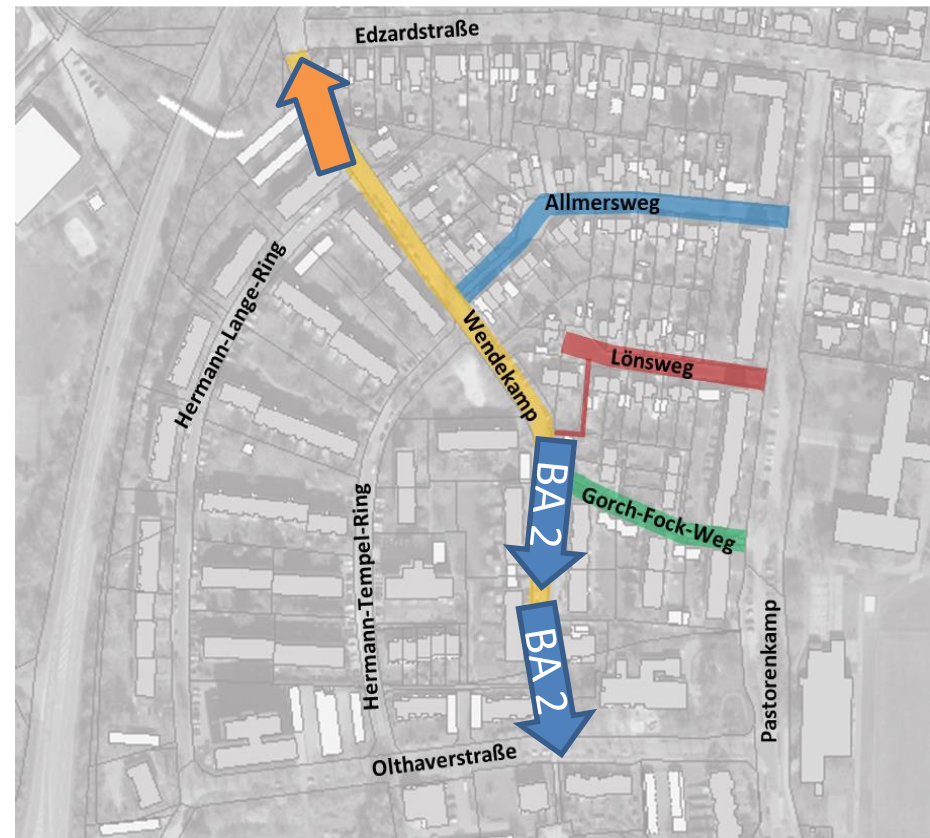 Edzardstraße
Allmersweg
Hermann-Lange-Ring
Wendekamp
Lönsweg
BA 2
Gorch-Fock-Weg
Hermann-Tempel-Ring
BA 2
Pastorenkamp
Olthaverstraße